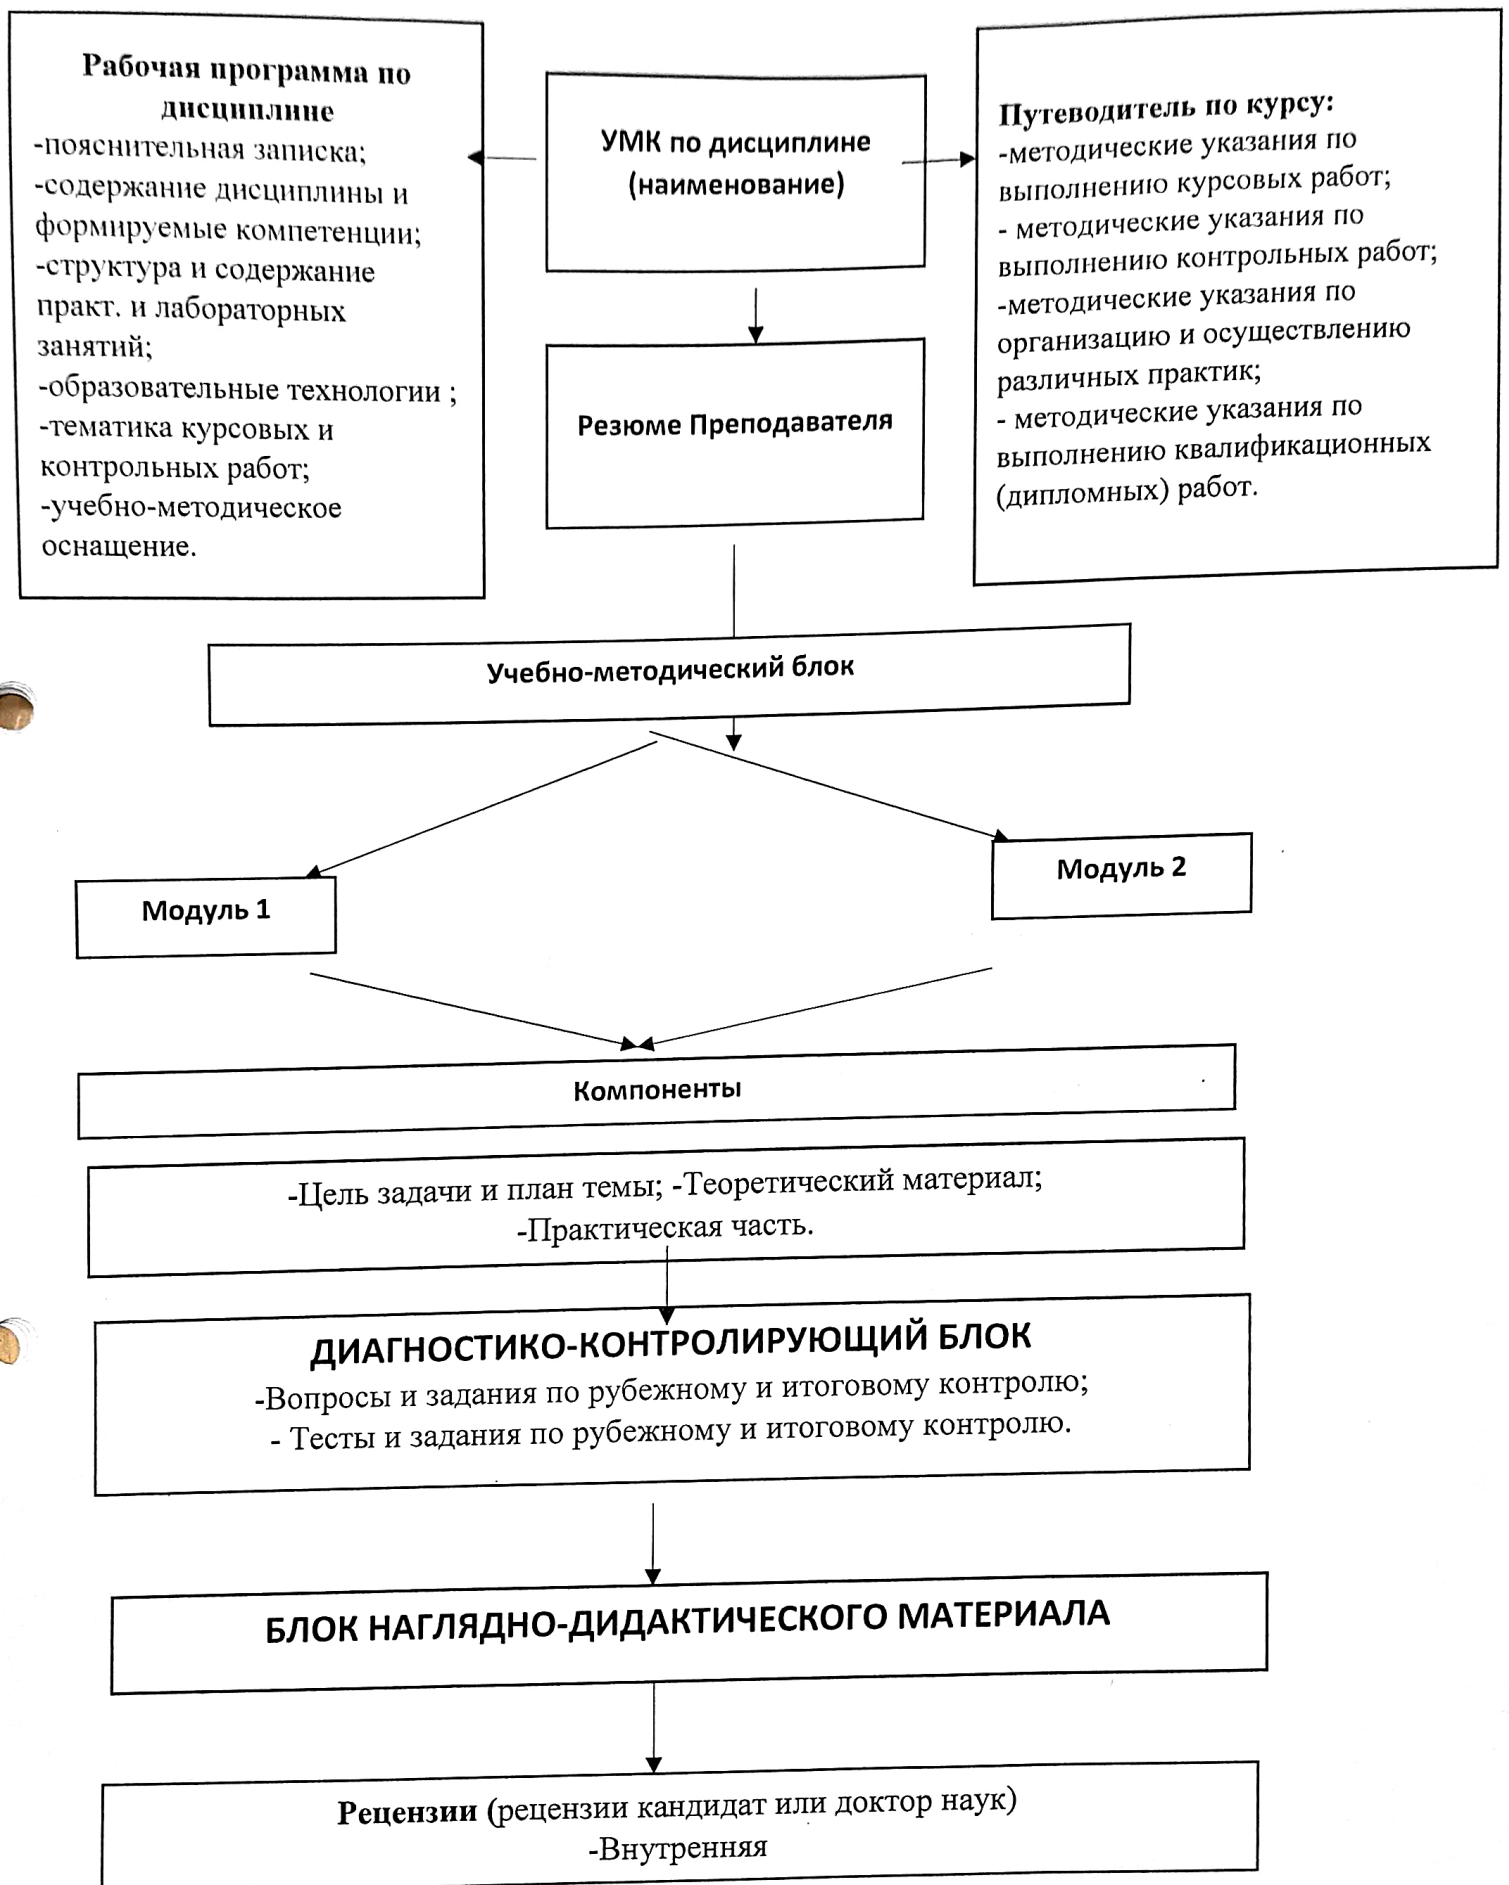 Рабочая программа по
дисциплине
-пояснительная записка;
-содержание дисциплины и
формируемые компетенции;
-структура и содержание
практ. и лабораторных
занятий;
-образовательные технологии ;
-тематика курсовых и
контрольных работ;
-учебно-методическое
оснащение.
УМК по дисциплине
(наименование)
Путеводитель по курсу:
-методические указания по
выполнению курсовых работ;
- методические указания по
выполнению контрольных работ;
-методические указания по
организацию и осуществлению
различных практик;
- методические указания по
выполнению квалификационных
(дипломных) работ.
Резюме Преподавателя
Учебно-методический блок
Модуль 1
Модуль 2
Компоненты
-Цель задачи и план темы; -Теоретический материал;
-Практическая часть.
ДИАГНОСТИКО-КОНТРОЛИРУЮЩИЙ БЛОК
-Вопросы и задания по рубежному и итоговому контролю;
- Тесты и задания по рубежному и итоговому контролю.
БЛОК НАГЛЯДНО-ДИДАКТИЧЕСКОГО МАТЕРИАЛА
Рецензии (рецензии кандидат или доктор наук)
-Внутренняя